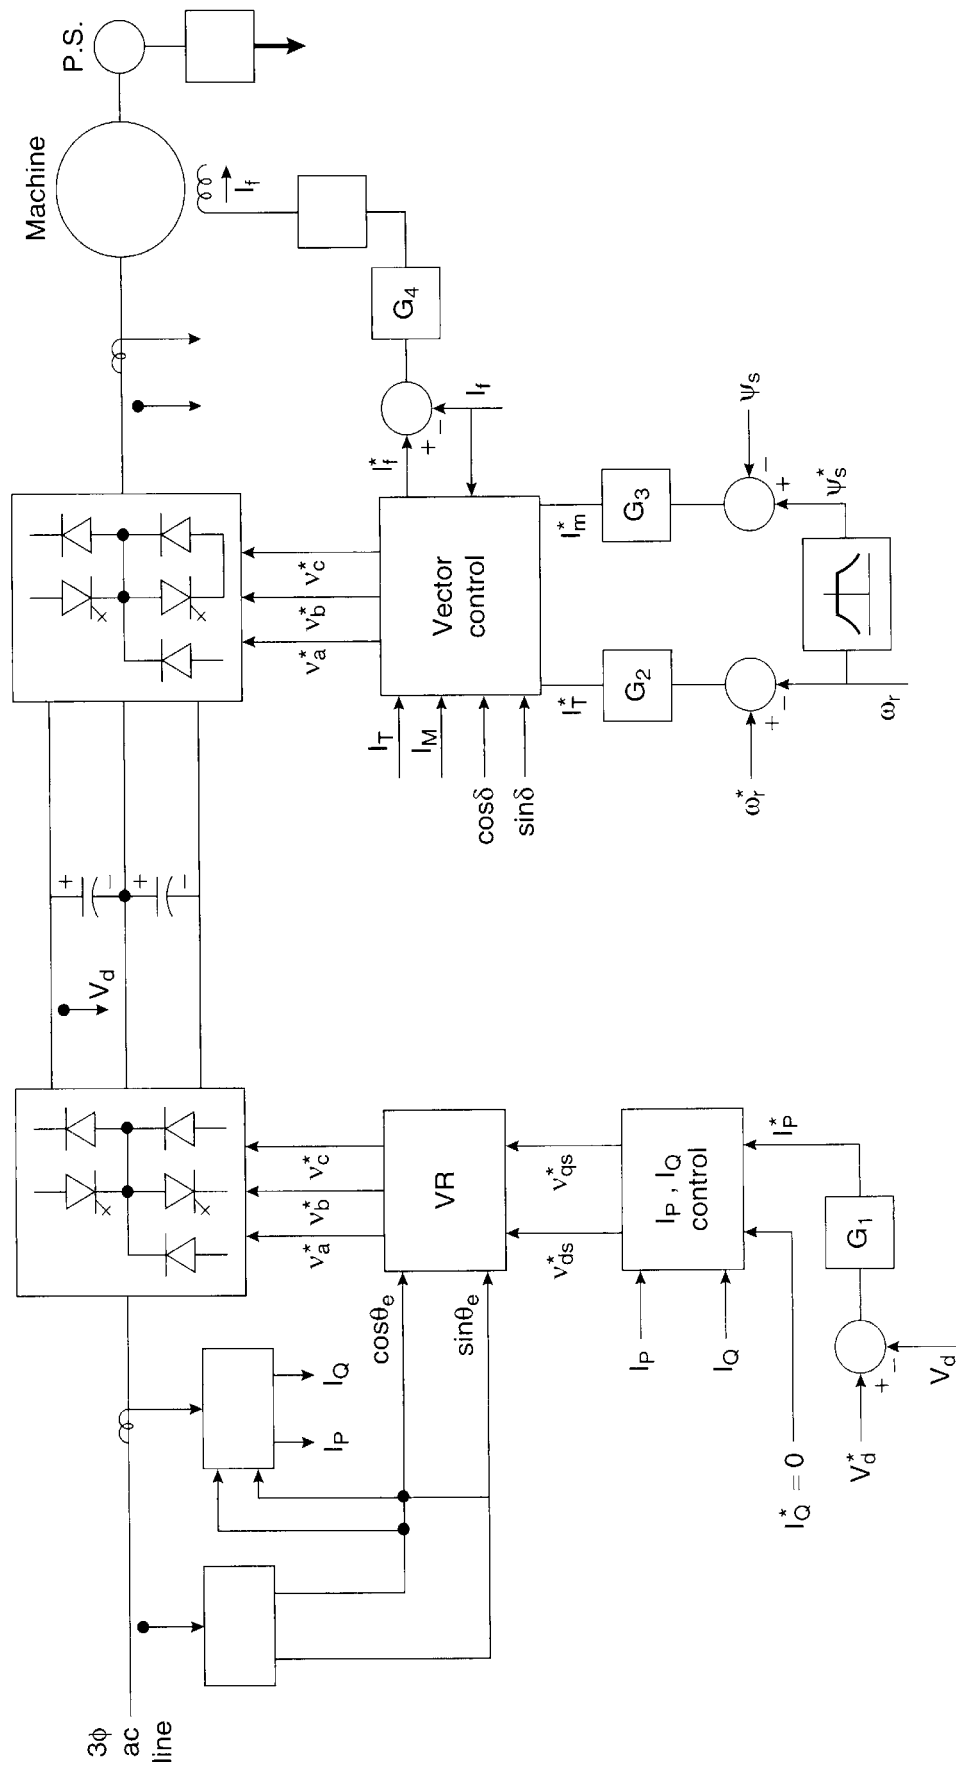 3ϕ
ac
line
V_d
Machine
P.S.
I_f
I_P
I_Q
cosθ_e
sinθ_e
v_a^*
v_b^*
v_c^*
VR
v_ds^*
v_qs^*
I_P
I_Q
I_P , I_Q
control
I_Q^* = 0
I_P^*
G_1
V_d^*
+
−
V_d
+
−
+
−
v_a^*
v_b^*
v_c^*
I_T
I_M
cosδ
sinδ
Vector
control
I_f^*
+
−
I_f
G_4
I_T^*
I_m^*
G_2
G_3
ω_r^*
+
−
ω_r
ψ_s^*
+
−
ψ_s